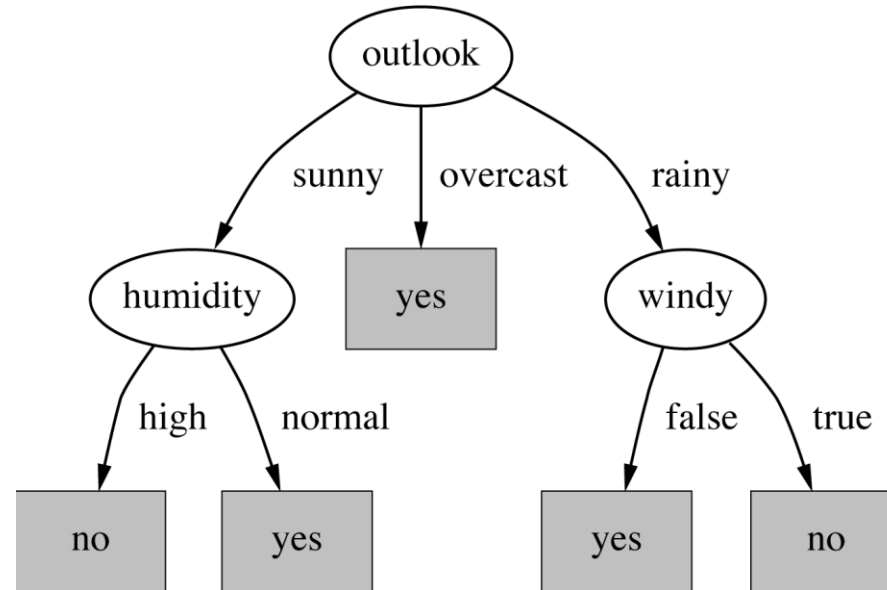 outlook
sunny overcast rainy
humidity yes windy
high normal false true
no yes yes no